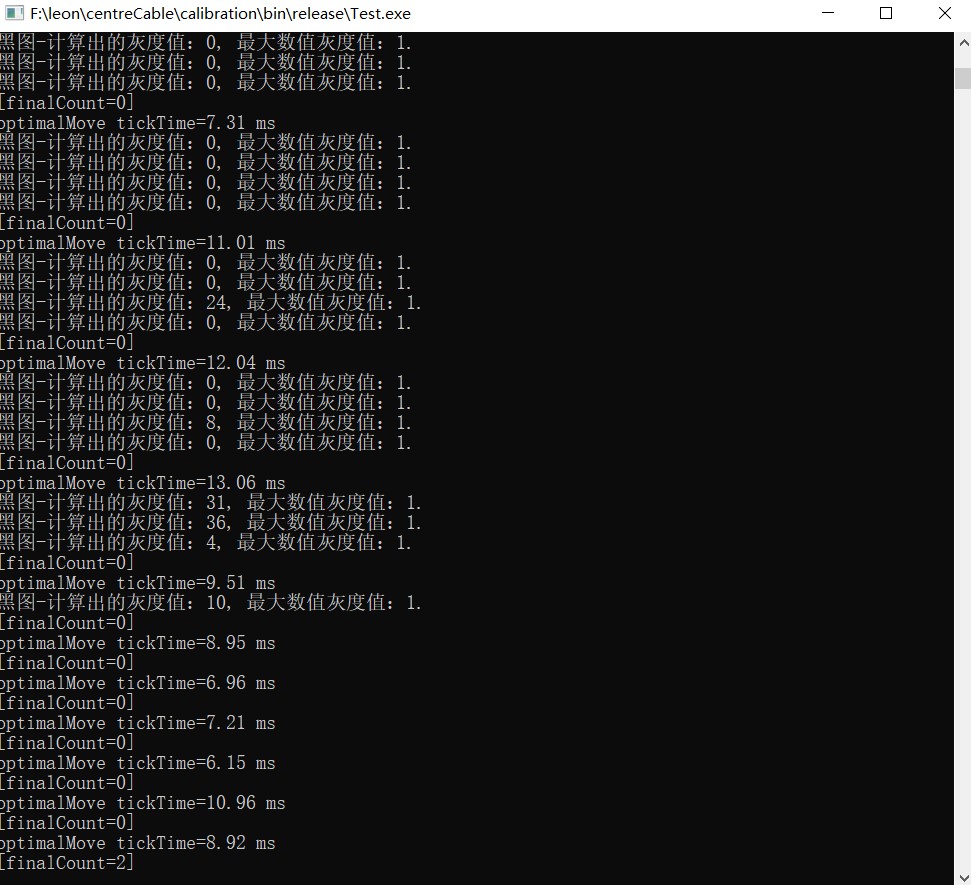 F:\leon\centreCable\calibration\bin\release\Test.exe
黑图-计算出的灰度值: 0, 最大数值灰度值: 1.
黑图-计算出的灰度值: 0, 最大数值灰度值: 1.
黑图-计算出的灰度值: 0, 最大数值灰度值: 1.
[finalCount=0]
optimalMove tickTime=7.31 ms
黑图-计算出的灰度值: 0, 最大数值灰度值: 1.
黑图-计算出的灰度值: 0, 最大数值灰度值: 1.
黑图-计算出的灰度值: 0, 最大数值灰度值: 1.
黑图-计算出的灰度值: 0, 最大数值灰度值: 1.
[finalCount=0]
optimalMove tickTime=11.01 ms
黑图-计算出的灰度值: 0, 最大数值灰度值: 1.
黑图-计算出的灰度值: 0, 最大数值灰度值: 1.
黑图-计算出的灰度值: 24, 最大数值灰度值: 1.
黑图-计算出的灰度值: 0, 最大数值灰度值: 1.
[finalCount=0]
optimalMove tickTime=12.04 ms
黑图-计算出的灰度值: 0, 最大数值灰度值: 1.
黑图-计算出的灰度值: 0, 最大数值灰度值: 1.
黑图-计算出的灰度值: 8, 最大数值灰度值: 1.
黑图-计算出的灰度值: 0, 最大数值灰度值: 1.
[finalCount=0]
optimalMove tickTime=13.06 ms
黑图-计算出的灰度值: 31, 最大数值灰度值: 1.
黑图-计算出的灰度值: 36, 最大数值灰度值: 1.
黑图-计算出的灰度值: 4, 最大数值灰度值: 1.
[finalCount=0]
optimalMove tickTime=9.51 ms
黑图-计算出的灰度值: 10, 最大数值灰度值: 1.
[finalCount=0]
optimalMove tickTime=8.95 ms
[finalCount=0]
optimalMove tickTime=6.96 ms
[finalCount=0]
optimalMove tickTime=7.21 ms
[finalCount=0]
optimalMove tickTime=6.15 ms
[finalCount=0]
optimalMove tickTime=10.96 ms
[finalCount=0]
optimalMove tickTime=8.92 ms
[finalCount=2]